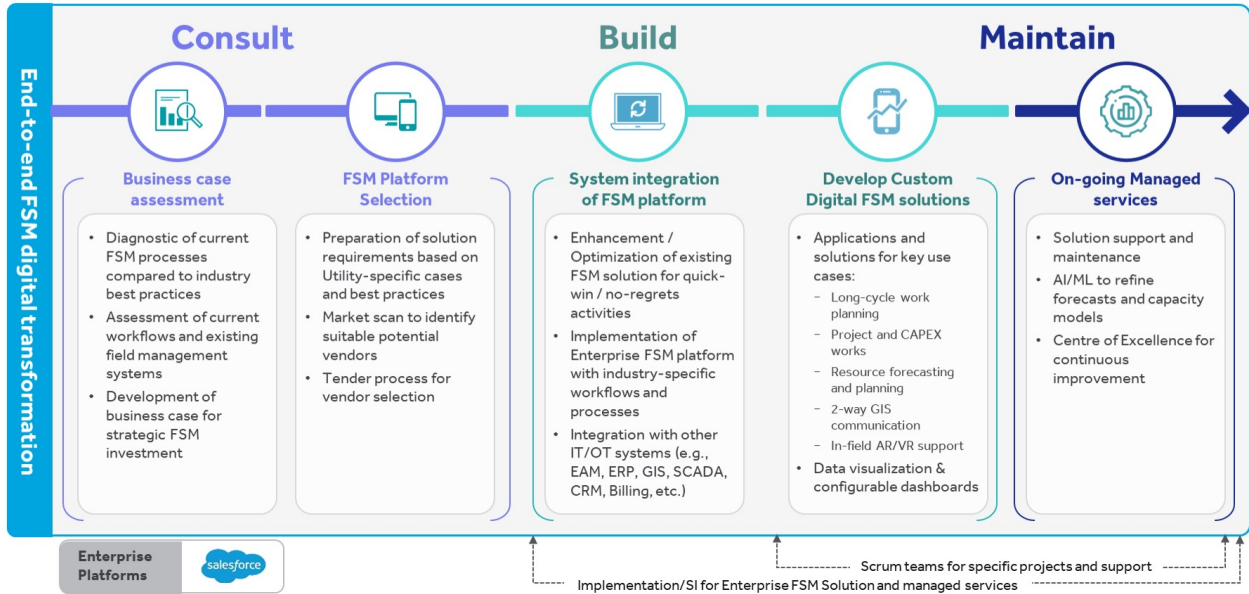 End-to-end FSM digital transformation
Consult
Build
Maintain
Business case
assessment
• Diagnostic of current
FSM processes
compared to industry
best practices
• Assessment of current
workflows and existing
field management
systems
• Development of
business case for
strategic FSM
investment
FSM Platform
Selection
• Preparation of solution
requirements based on
Utility-specific cases
and best practices
• Market scan to identify
suitable potential
vendors
• Tender process for
vendor selection
System integration
of FSM platform
• Enhancement /
Optimization of existing
FSM solution for quick-
win / no-regrets
activities
• Implementation of
Enterprise FSM platform
with industry-specific
workflows and
processes
• Integration with other
IT/OT systems (e.g.,
EAM, ERP, GIS, SCADA,
CRM, Billing, etc.)
Develop Custom
Digital FSM solutions
• Applications and
solutions for key use
cases:
– Long-cycle work
planning
– Project and CAPEX
works
– Resource forecasting
and planning
– 2-way GIS
communication
– In-field AR/VR support
• Data visualization &
configurable dashboards
On-going Managed
services
• Solution support and
maintenance
• AI/ML to refine
forecasts and capacity
models
• Centre of Excellence for
continuous
improvement
Enterprise
Platforms
salesforce
Scrum teams for specific projects and support
Implementation/SI for Enterprise FSM Solution and managed services